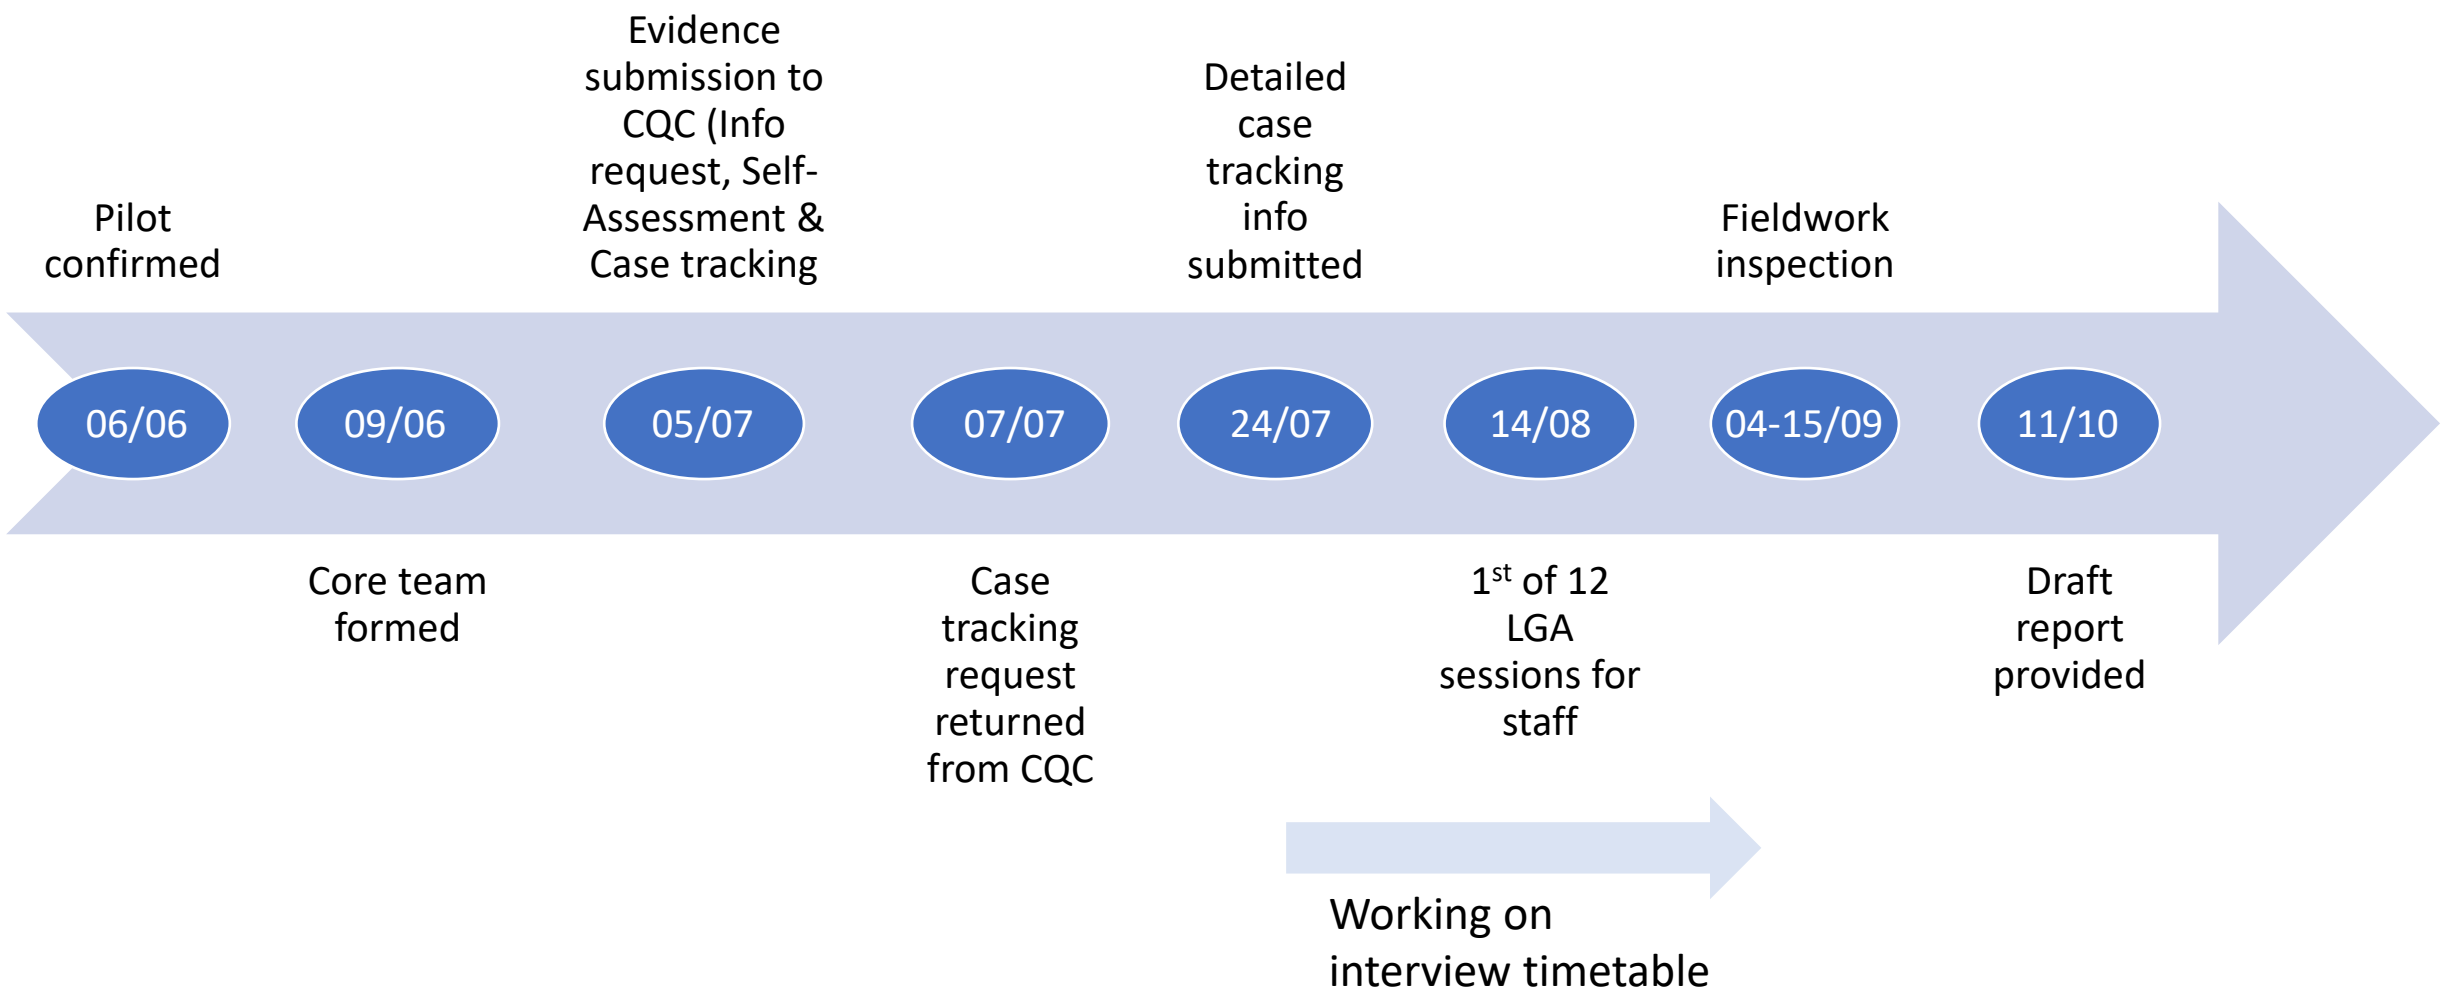 Pilot
confirmed
Evidence
submission to
CQC (Info
request, Self-
Assessment &
Case tracking
Detailed
case
tracking
info
submitted
Fieldwork
inspection
06/06
09/06
05/07
07/07
24/07
14/08
04-15/09
11/10
Core team
formed
Case
tracking
request
returned
from CQC
1st of 12
LGA
sessions for
staff
Draft
report
provided
Working on
interview timetable